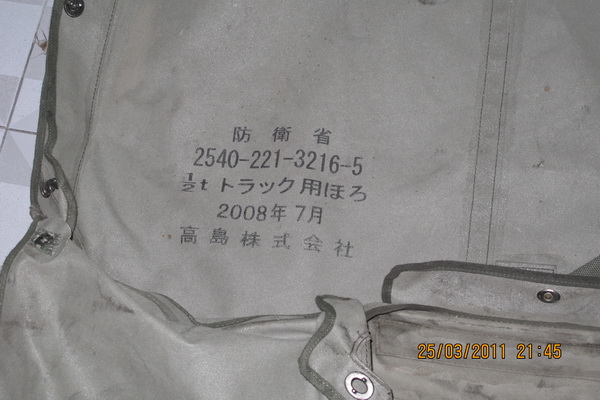 防衛省
2540-221-3216-5
1/2t トラック用ほろ
2008年7月
高島株式会社
25/03/2011 21:45